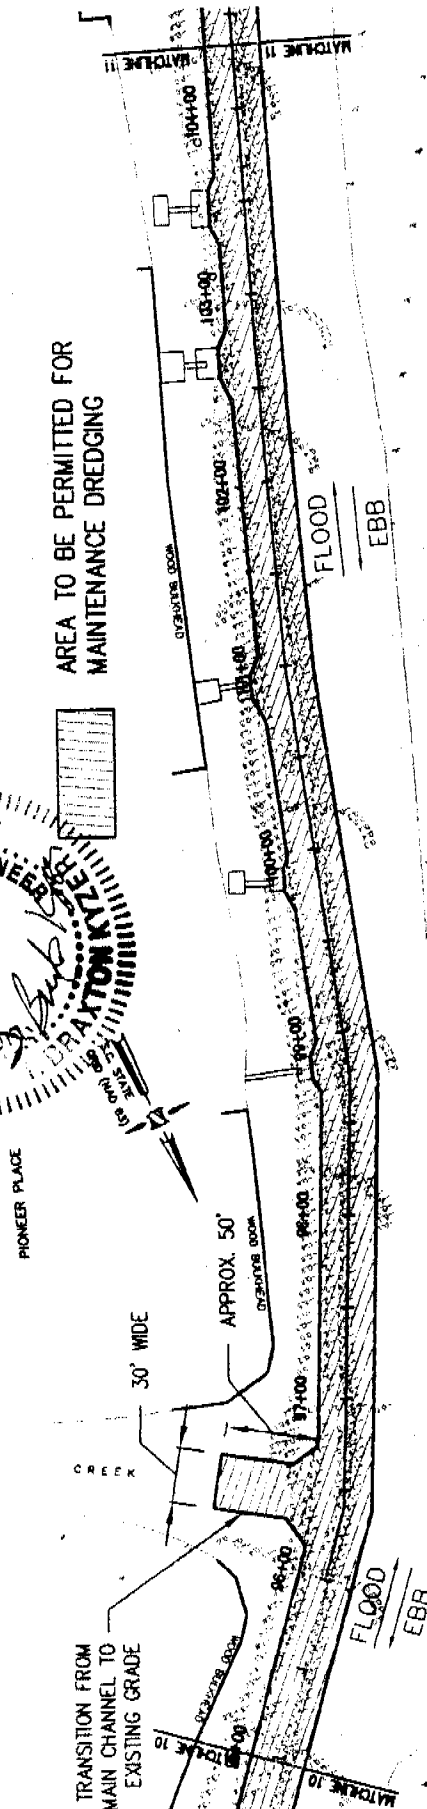 TRANSITION FROM
MAIN CHANNEL TO
EXISTING GRADE
CREEK
30' WIDE
APPROX. 50'
PIONEER PLACE
DRAXTON KYZER
AREA TO BE PERMITTED FOR
MAINTENANCE DREDGING
WOOD BULKHEAD
WOOD BULKHEAD
WOOD BULKHEAD
MATCHLINE 10
MATCHLINE 10
96+00
97+00
98+00
99+00
100+00
101+00
102+00
103+00
104+00
MATCHLINE 11
MATCHLINE 11
FLOOD
EBB
FLOOD
EBB